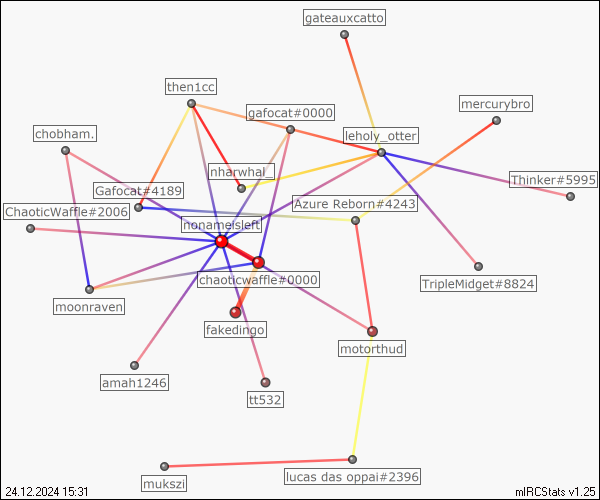 gateauxcatto
then1cc
mercurybro
gafocat#0000
chobham.
leholy_otter
nharwhal_
Thinker#5995
Gafocat#4189
ChaoticWaffle#2006
Azure Reborn#4243
nonameisleft
chaoticwaffle#0000
TripleMidget#8824
moonraven
fakedingo
motorthud
amah1246
tt532
lucas das oppai#2396
mukszi
24.12.2024 15:31
mIRCStats v1.25